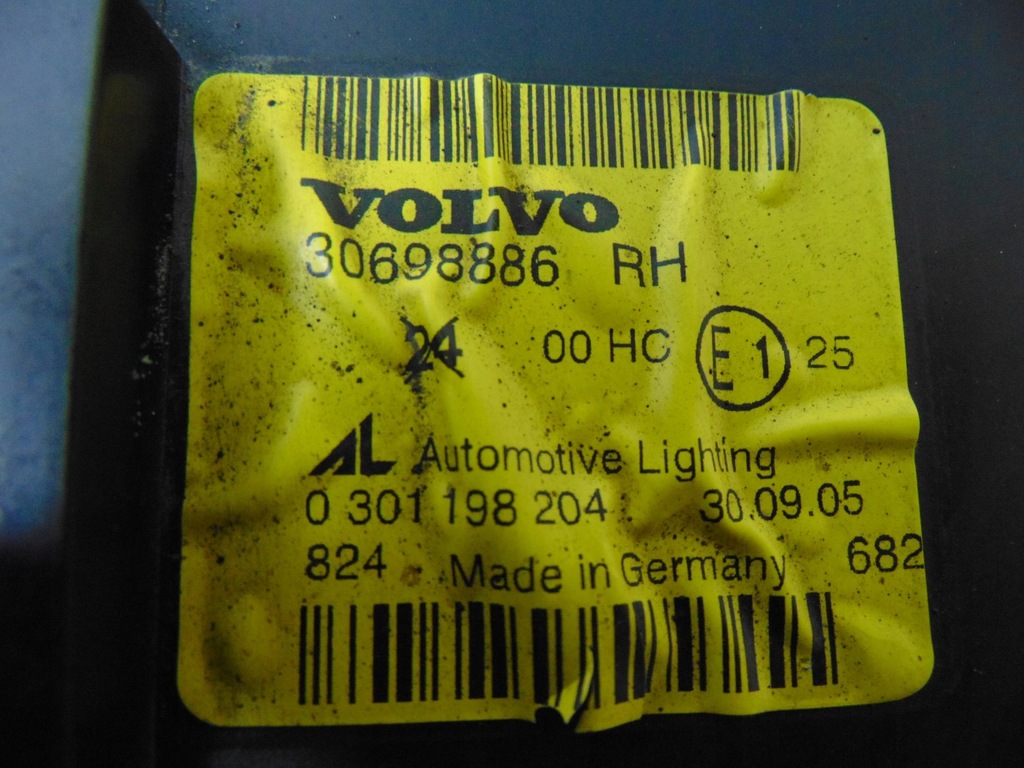 VOLVO
30698886 RH
24 00 HC E1 25
AL Automotive Lighting
0 301 198 204 30.09.05
824 Made in Germany 682